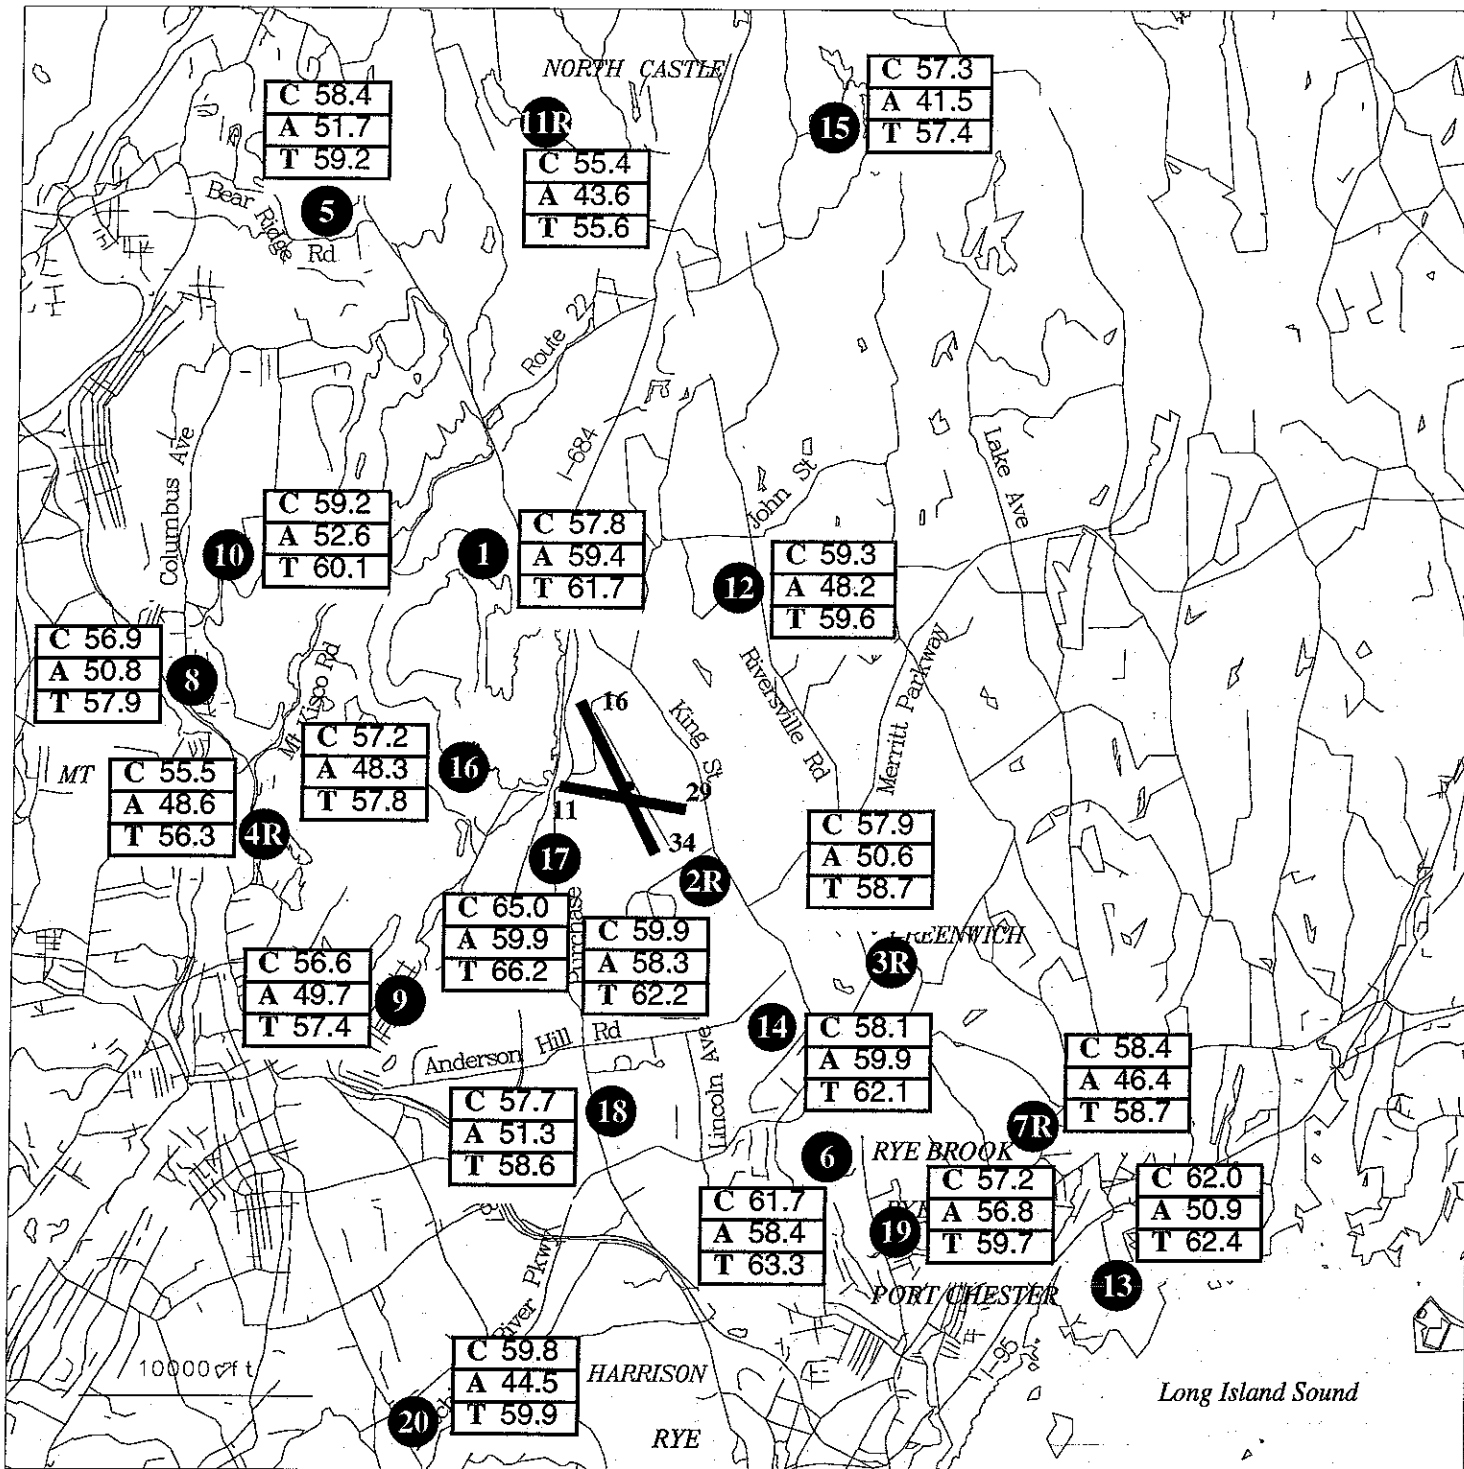 NORTH CASTLE
C 57.3
A 41.5
T 57.4
15
C 58.4
A 51.7
T 59.2
11R
C 55.4
A 43.6
T 55.6
5
Bear Ridge Rd
Route 22
I-684
Columbus Ave
John St
Lake Ave
C 59.2
A 52.6
T 60.1
10
1
C 57.8
A 59.4
T 61.7
12
C 59.3
A 48.2
T 59.6
C 56.9
A 50.8
T 57.9
8
Mt Kisco Rd
Riversville Rd
Merritt Parkway
King St
16
MT
C 55.5
A 48.6
T 56.3
4R
C 57.2
A 48.3
T 57.8
16
11
29
34
17
2R
C 57.9
A 50.6
T 58.7
C 65.0
A 59.9
T 66.2
Purchase
C 59.9
A 58.3
T 62.2
GREENWICH
3R
C 56.6
A 49.7
T 57.4
9
Anderson Hill Rd
Lincoln Ave
14
C 58.1
A 59.9
T 62.1
C 58.4
A 46.4
T 58.7
7R
C 57.7
A 51.3
T 58.6
18
6
RYE BROOK
C 61.7
A 58.4
T 63.3
RYE
19
C 57.2
A 56.8
T 59.7
C 62.0
A 50.9
T 62.4
13
PORT CHESTER
River Pkwy
I-95
10000 ft
C 59.8
A 44.5
T 59.9
20
HARRISON
RYE
Long Island Sound